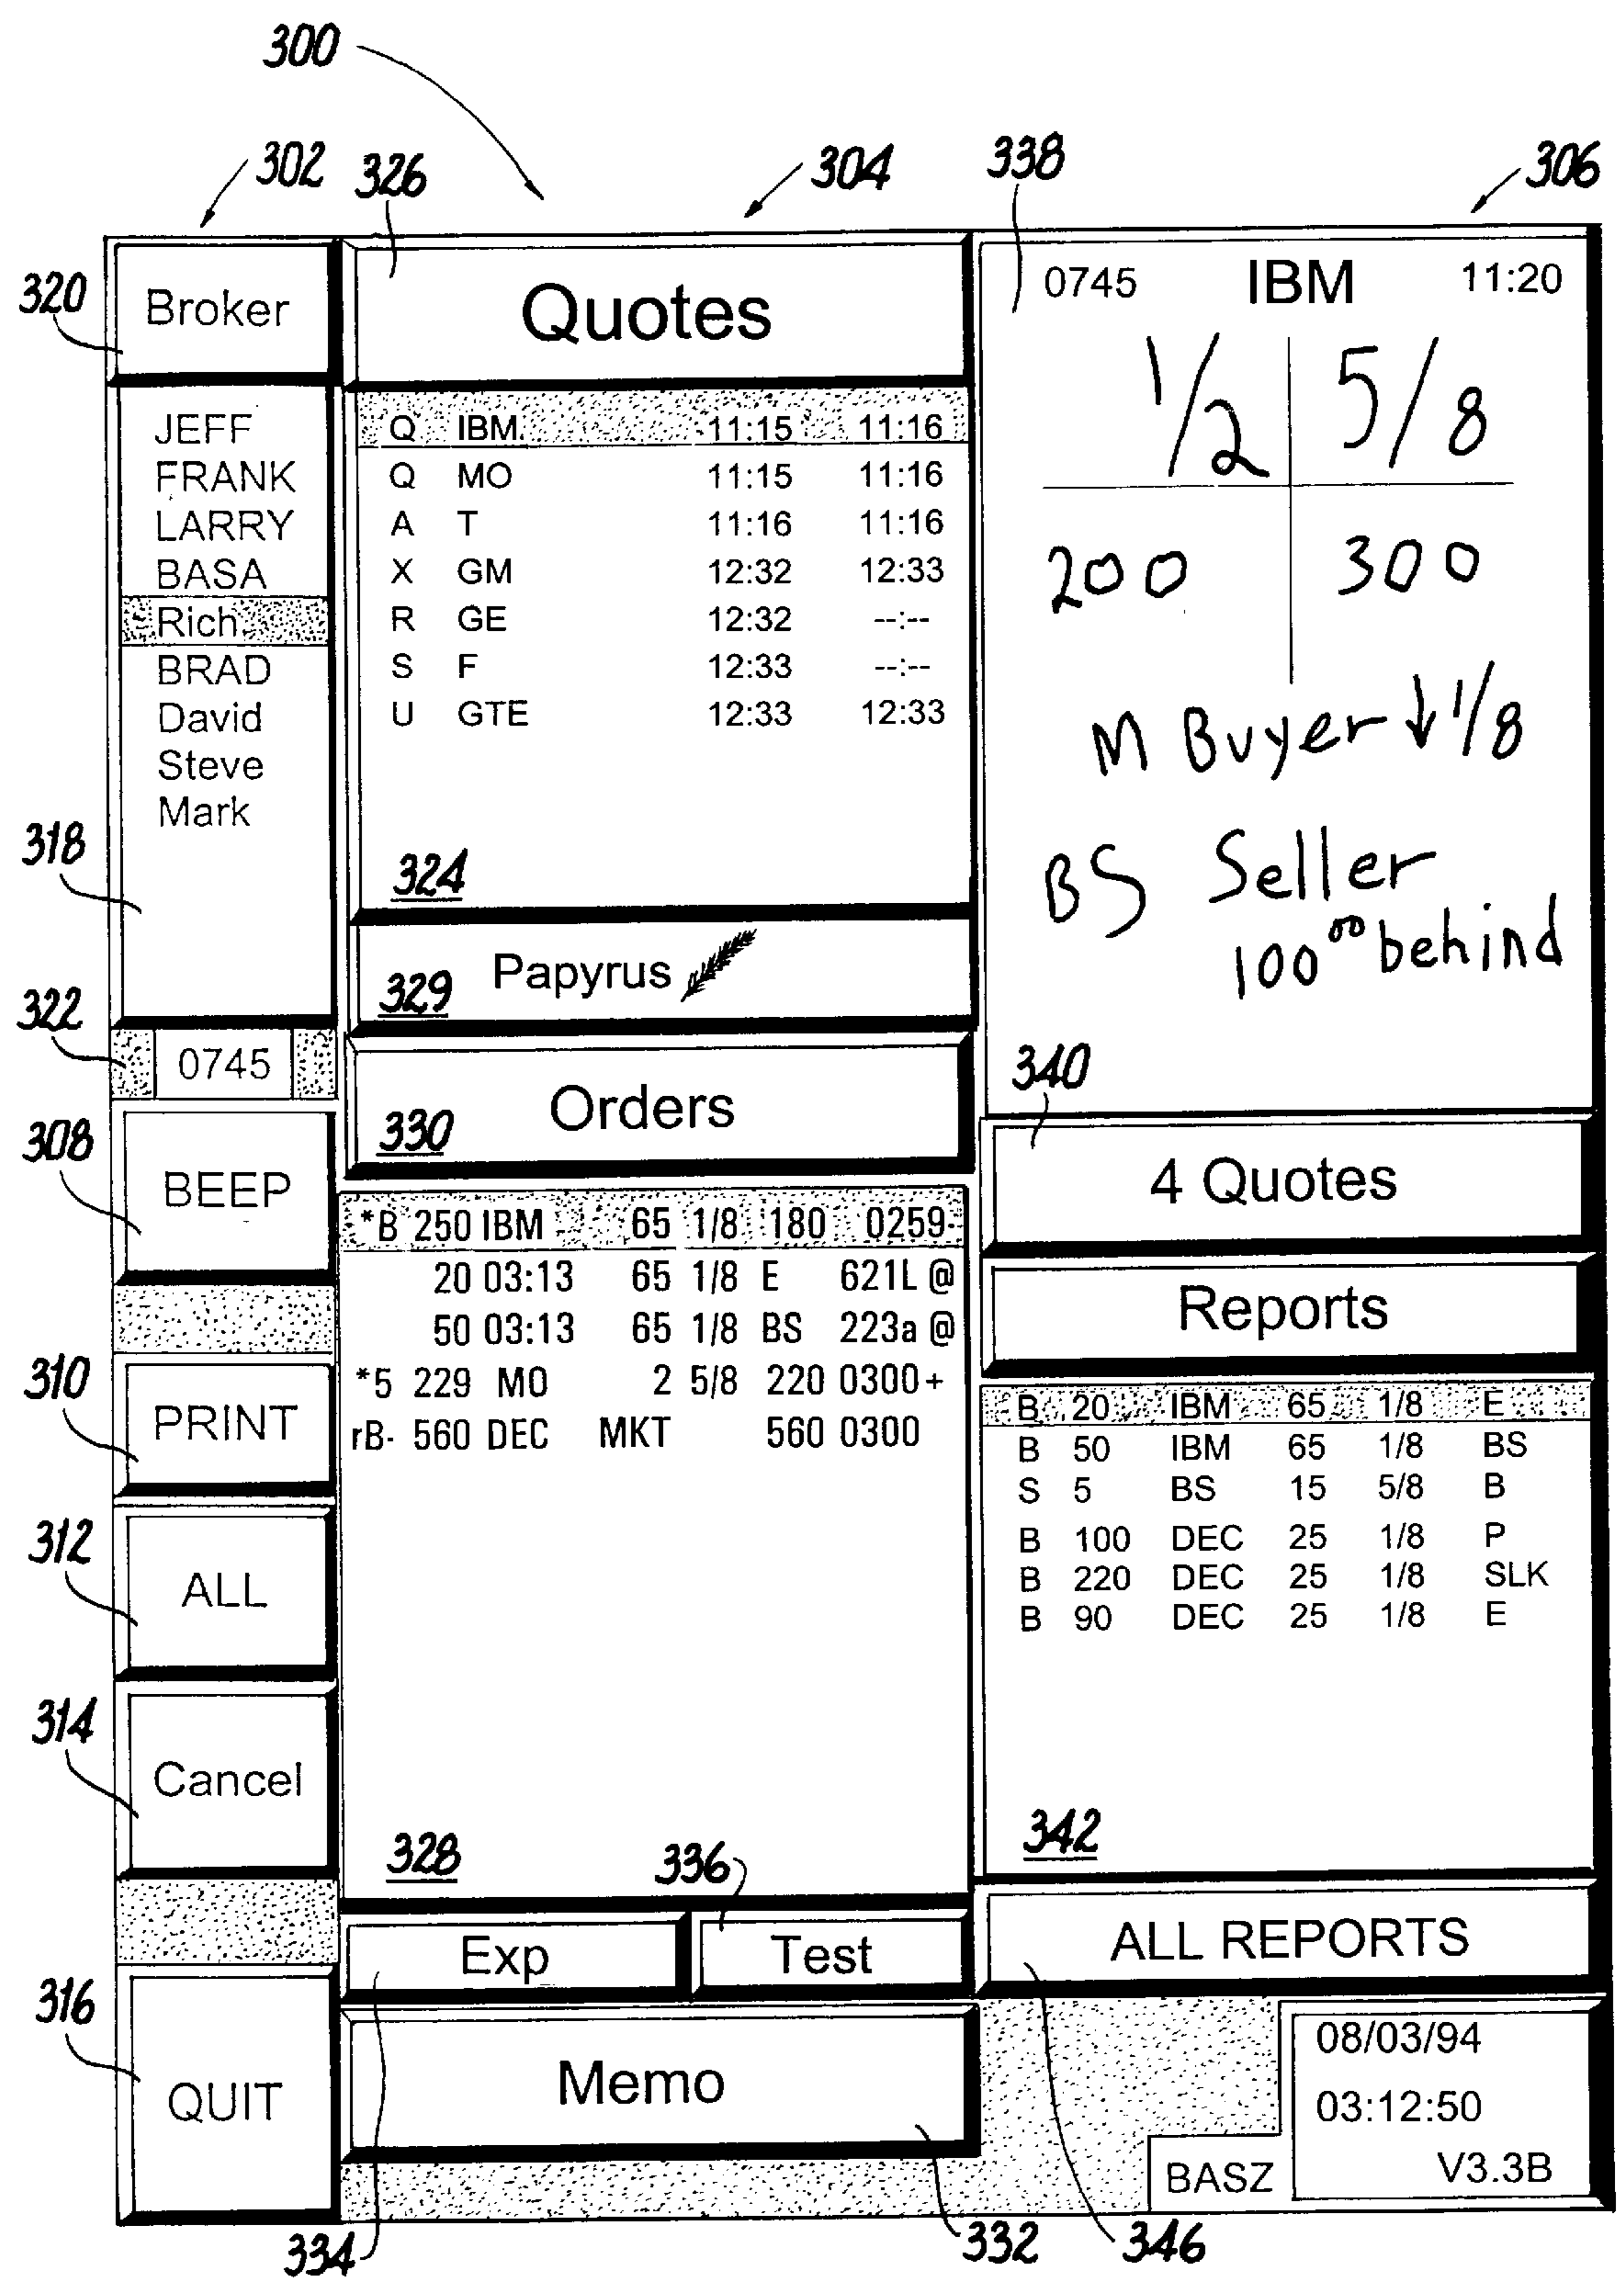 300
302
326
304
338
306
320
Broker
JEFF
FRANK
LARRY
BASA
Rich
BRAD
David
Steve
Mark
318
322
0745
308
BEEP
310
PRINT
312
ALL
314
Cancel
316
QUIT
Quotes
Q IBM 11:15 11:16
Q MO 11:15 11:16
A T 11:16 11:16
X GM 12:32 12:33
R GE 12:32 --:--
S F 12:33 --:--
U GTE 12:33 12:33
324
329 Papyrus
Orders
330
*B 250 IBM 65 1/8 180 0259-
20 03:13 65 1/8 E 621L @
50 03:13 65 1/8 BS 223a @
*5 229 MO 2 5/8 220 0300+
rB- 560 DEC MKT 560 0300
328
336
Exp
Test
Memo
334
332
0745 IBM 11:20
1/2 5/8
200 300
M Buyer ↓ 1/8
BS Seller
100⁰⁰ behind
340
4 Quotes
Reports
B 20 IBM 65 1/8 E
B 50 IBM 65 1/8 BS
S 5 BS 15 5/8 B
B 100 DEC 25 1/8 P
B 220 DEC 25 1/8 SLK
B 90 DEC 25 1/8 E
342
ALL REPORTS
08/03/94
03:12:50
V3.3B
BASZ
346